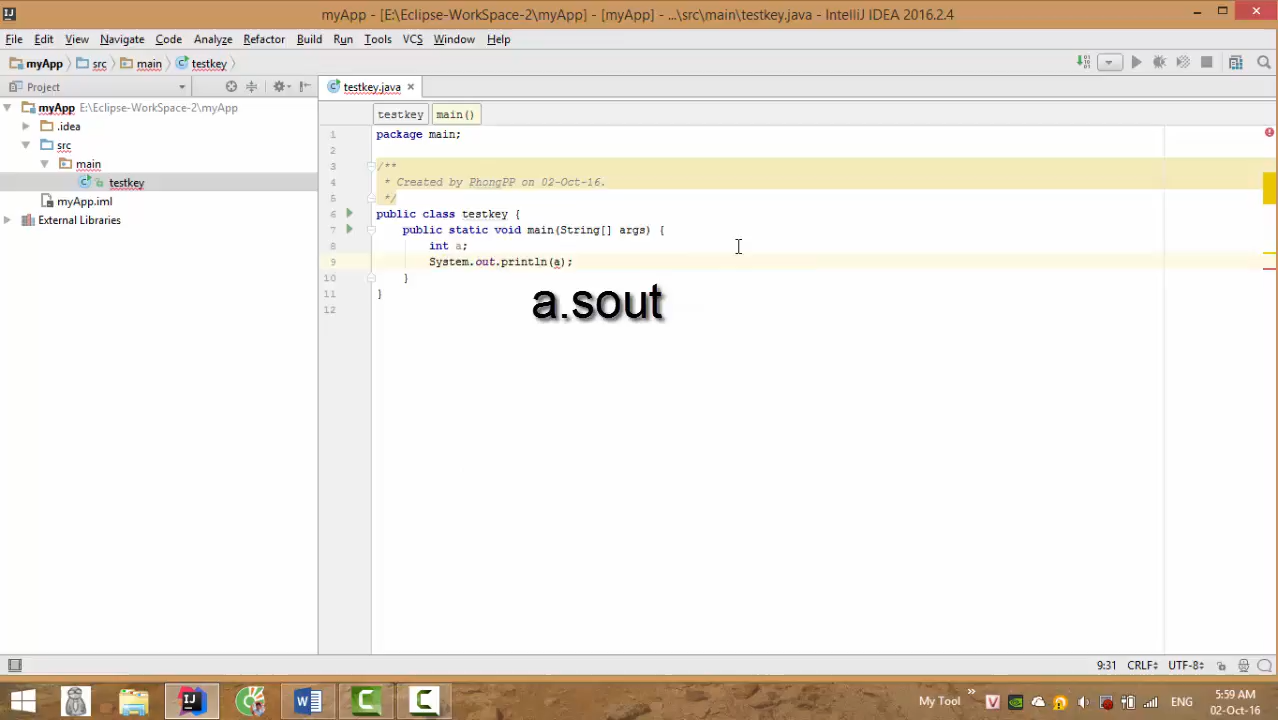 myApp - [E:\Eclipse-WorkSpace-2\myApp] - [myApp] - ...\src\main\testkey.java - IntelliJ IDEA 2016.2.4
File Edit View Navigate Code Analyze Refactor Build Run Tools VCS Window Help
myApp src main testkey
Project
testkey.java
myApp E:\Eclipse-WorkSpace-2\myApp
.idea
src
main
testkey
myApp.iml
External Libraries
testkey main()
1 package main;
2
3 /**
4 * Created by PhongPP on 02-Oct-16.
5 */
6 public class testkey {
7 public static void main(String[] args) {
8 int a;
9 System.out.println(a);
10 }
11 }
12
a.sout
9:31 CRLF UTF-8
My Tool » ENG 5:59 AM
02-Oct-16